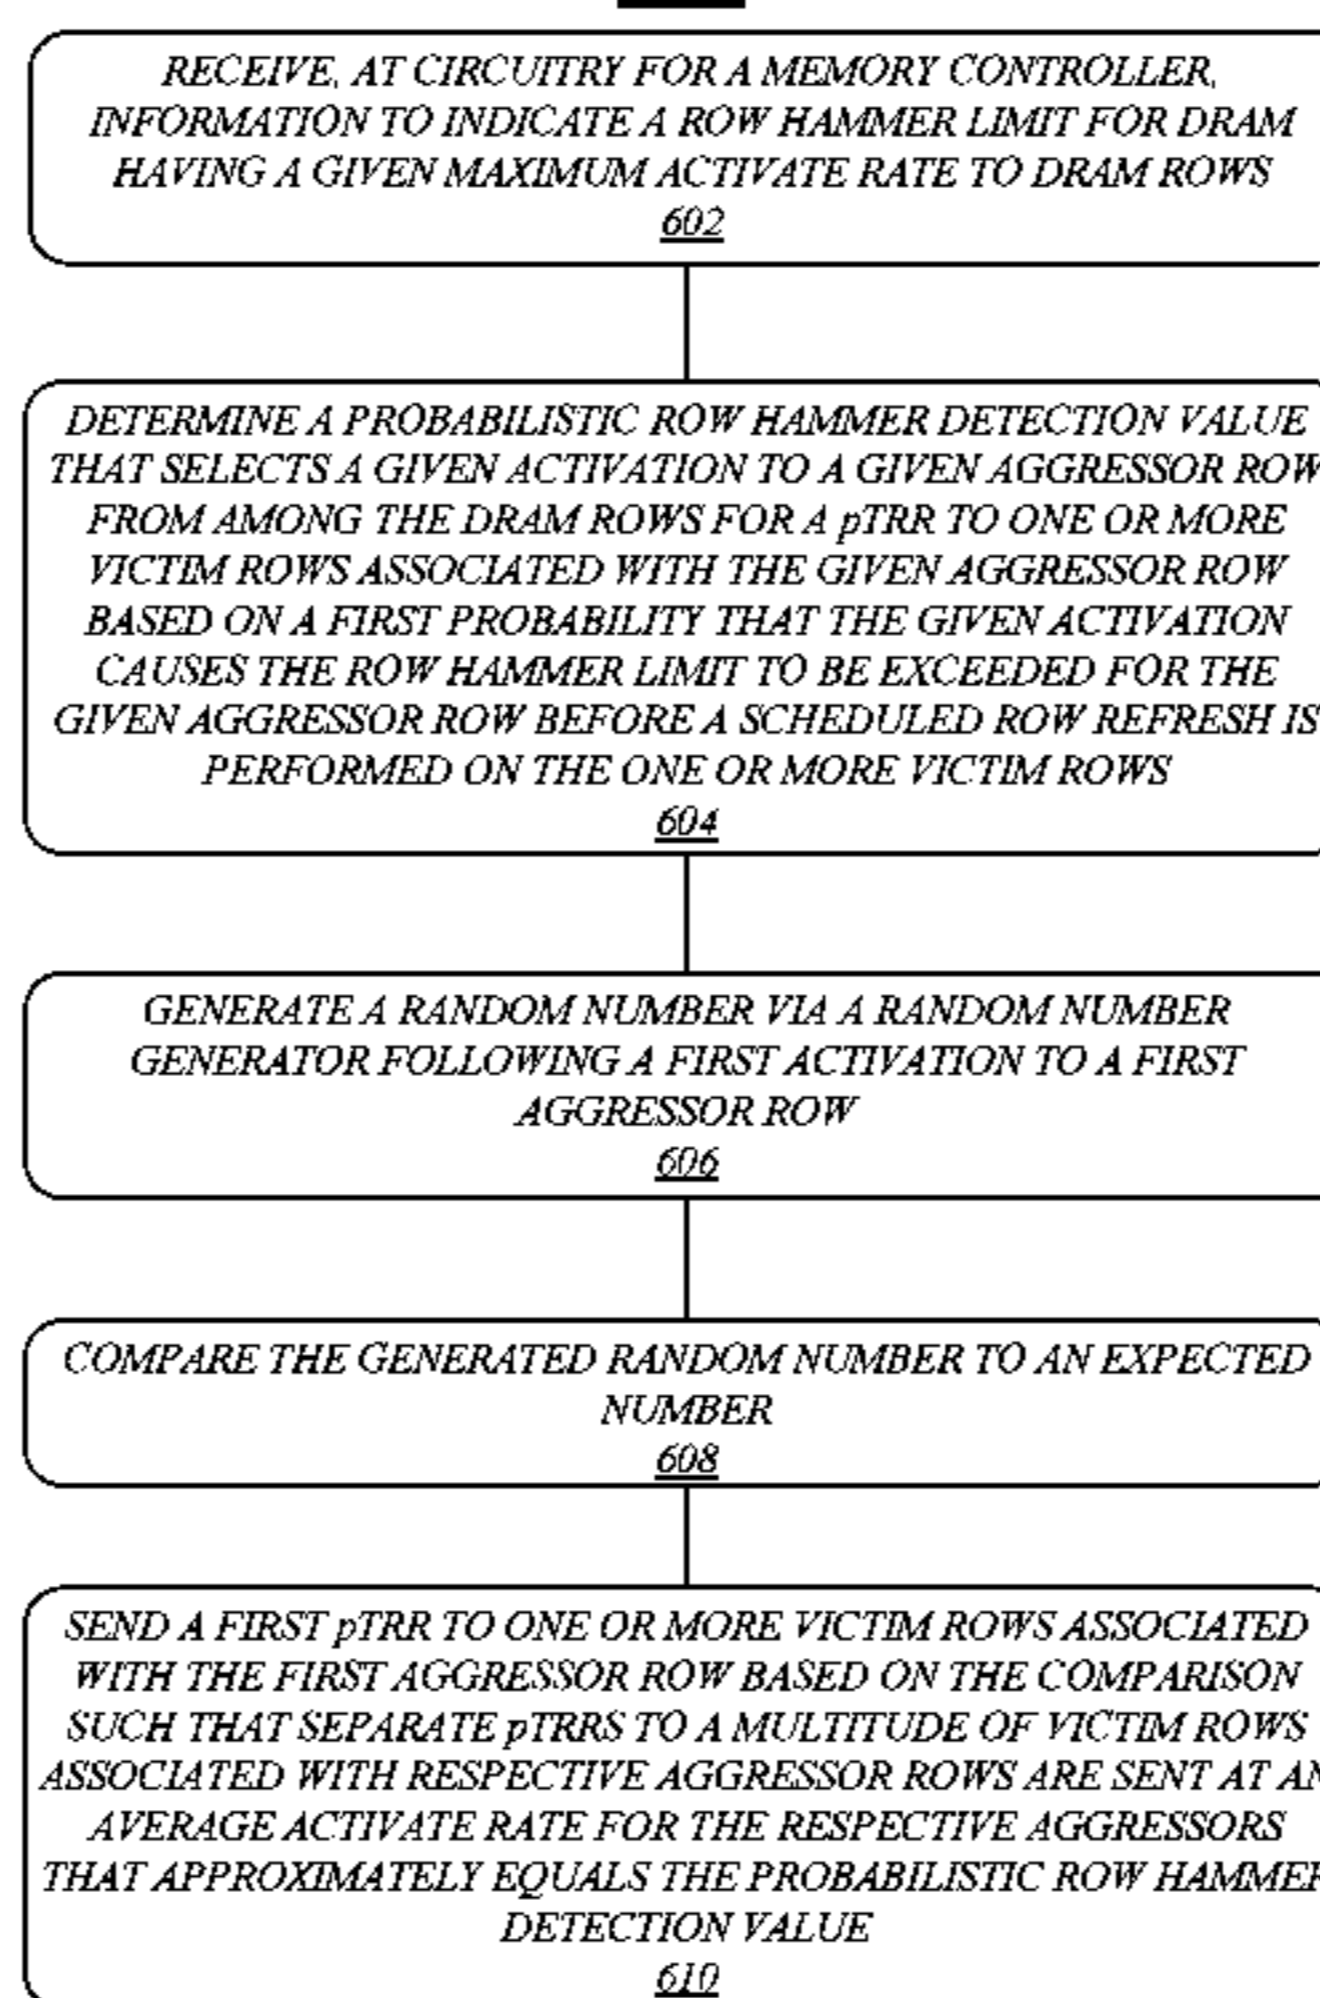 RECEIVE, AT CIRCUITRY FOR A MEMORY CONTROLLER,
INFORMATION TO INDICATE A ROW HAMMER LIMIT FOR DRAM
HAVING A GIVEN MAXIMUM ACTIVATE RATE TO DRAM ROWS
602
DETERMINE A PROBABILISTIC ROW HAMMER DETECTION VALUE
THAT SELECTS A GIVEN ACTIVATION TO A GIVEN AGGRESSOR ROW
FROM AMONG THE DRAM ROWS FOR A pTRR TO ONE OR MORE
VICTIM ROWS ASSOCIATED WITH THE GIVEN AGGRESSOR ROW
BASED ON A FIRST PROBABILITY THAT THE GIVEN ACTIVATION
CAUSES THE ROW HAMMER LIMIT TO BE EXCEEDED FOR THE
GIVEN AGGRESSOR ROW BEFORE A SCHEDULED ROW REFRESH IS
PERFORMED ON THE ONE OR MORE VICTIM ROWS
604
GENERATE A RANDOM NUMBER VIA A RANDOM NUMBER
GENERATOR FOLLOWING A FIRST ACTIVATION TO A FIRST
AGGRESSOR ROW
606
COMPARE THE GENERATED RANDOM NUMBER TO AN EXPECTED
NUMBER
608
SEND A FIRST pTRR TO ONE OR MORE VICTIM ROWS ASSOCIATED
WITH THE FIRST AGGRESSOR ROW BASED ON THE COMPARISON
SUCH THAT SEPARATE pTRRS TO A MULTITUDE OF VICTIM ROWS
ASSOCIATED WITH RESPECTIVE AGGRESSOR ROWS ARE SENT AT AN
AVERAGE ACTIVATE RATE FOR THE RESPECTIVE AGGRESSORS
THAT APPROXIMATELY EQUALS THE PROBABILISTIC ROW HAMMER
DETECTION VALUE
610